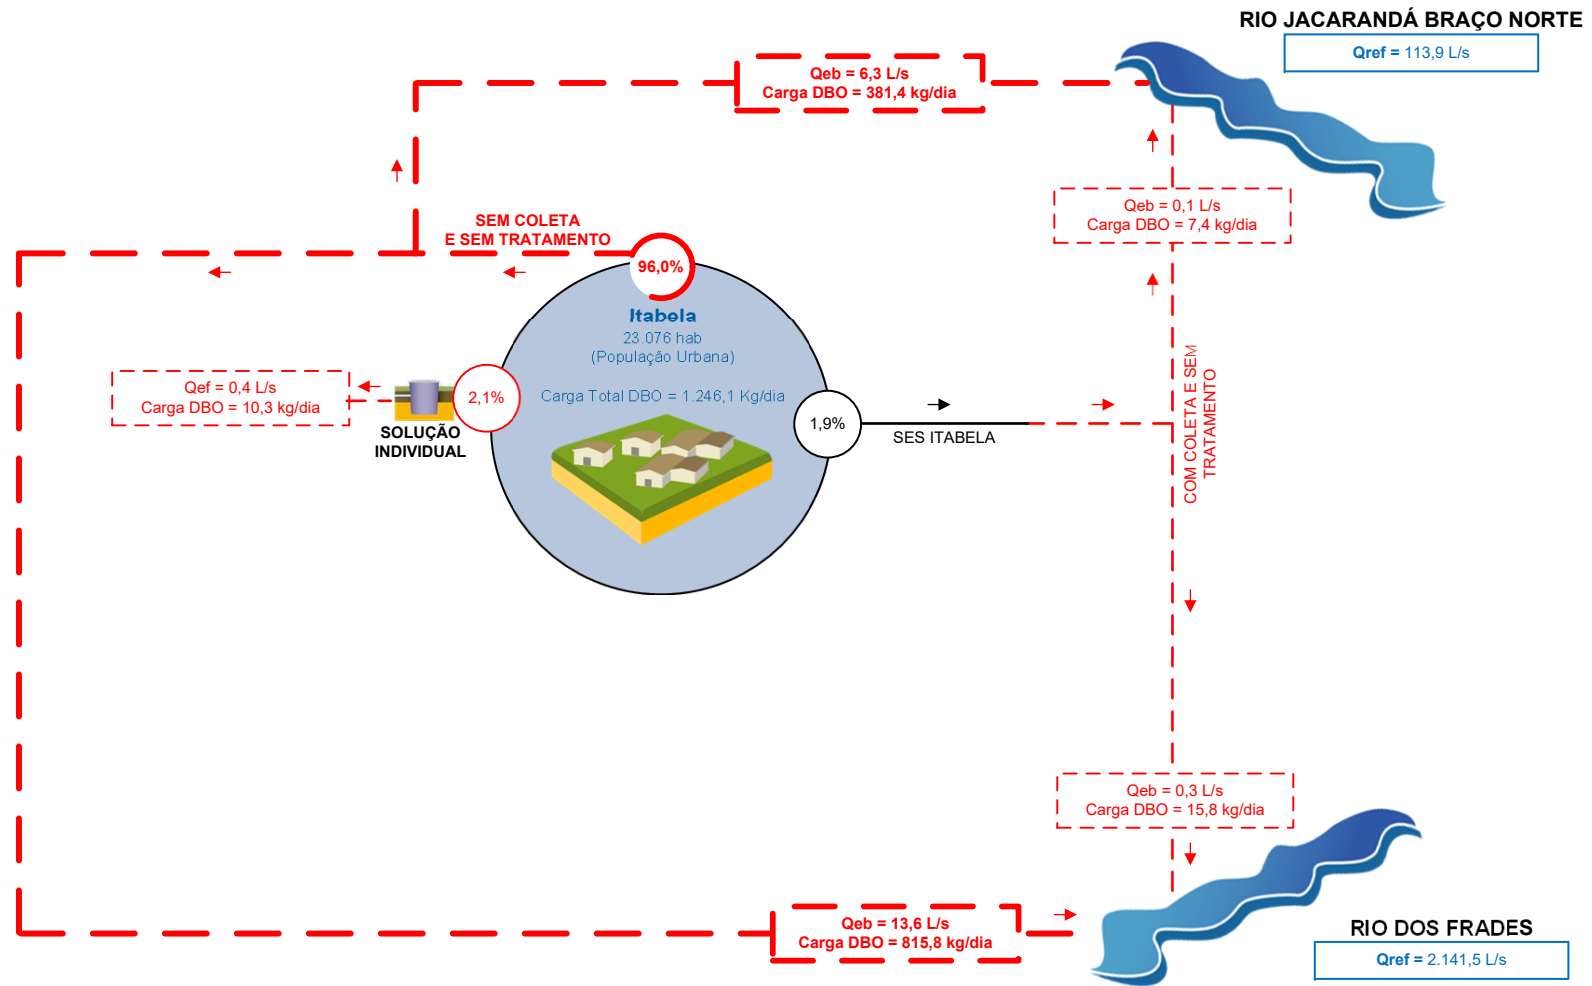 RIO JACARANDÁ BRAÇO NORTE
Qref = 113,9 L/s
Qeb = 6,3 L/s
Carga DBO = 381,4 kg/dia
Qeb = 0,1 L/s
Carga DBO = 7,4 kg/dia
SEM COLETA
E SEM TRATAMENTO
96,0%
Itabela
23.076 hab
(População Urbana)
Carga Total DBO = 1.246,1 Kg/dia
Qef = 0,4 L/s
Carga DBO = 10,3 kg/dia
2,1%
SOLUÇÃO
INDIVIDUAL
1,9%
SES ITABELA
COM COLETA E SEM
TRATAMENTO
Qeb = 0,3 L/s
Carga DBO = 15,8 kg/dia
Qeb = 13,6 L/s
Carga DBO = 815,8 kg/dia
RIO DOS FRADES
Qref = 2.141,5 L/s